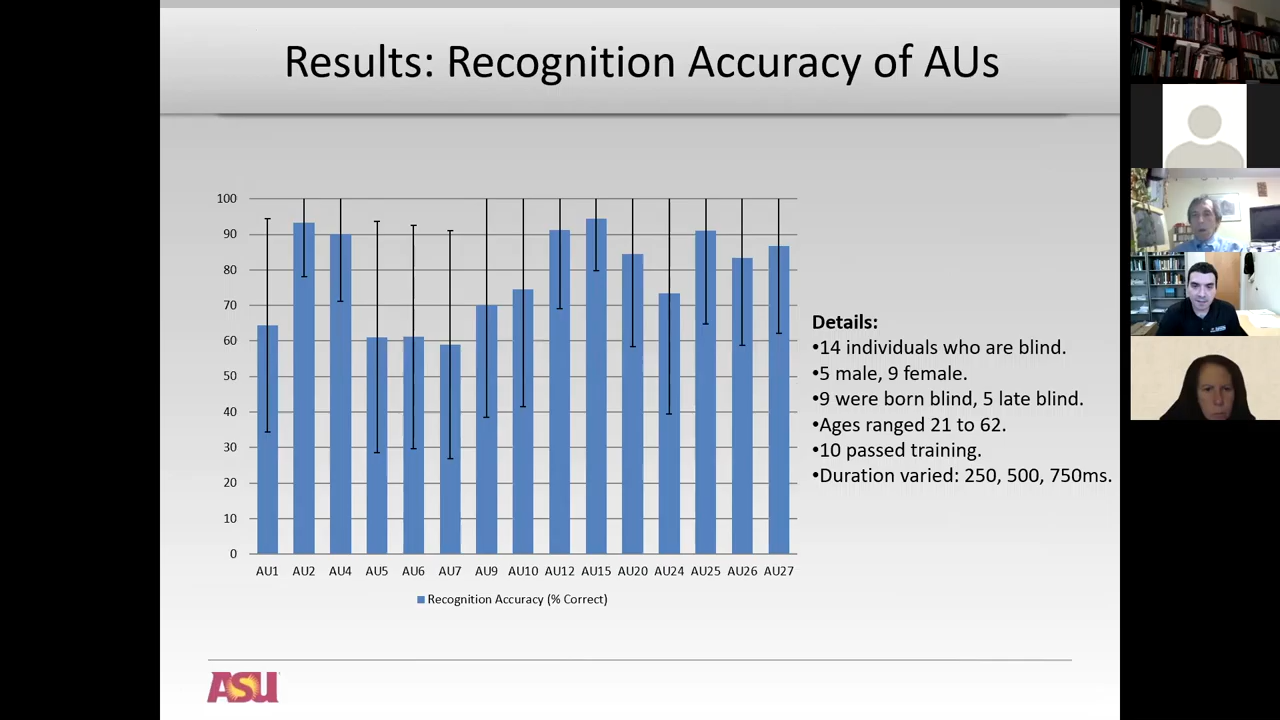 Results: Recognition Accuracy of AUs
100
90
80
70
60
50
40
30
20
10
0
AU1 AU2 AU4 AU5 AU6 AU7 AU9 AU10 AU12 AU15 AU20 AU24 AU25 AU26 AU27
Recognition Accuracy (% Correct)
Details:
•14 individuals who are blind.
•5 male, 9 female.
•9 were born blind, 5 late blind.
•Ages ranged 21 to 62.
•10 passed training.
•Duration varied: 250, 500, 750ms.
ASU